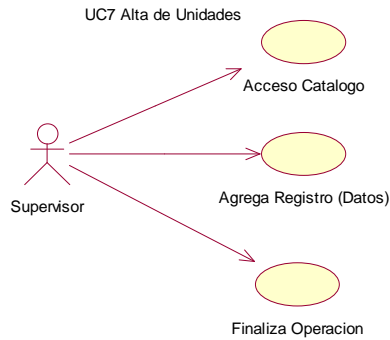 UC7 Alta de Unidades
Acceso Catalogo
Supervisor
Agrega Registro (Datos)
Finaliza Operacion